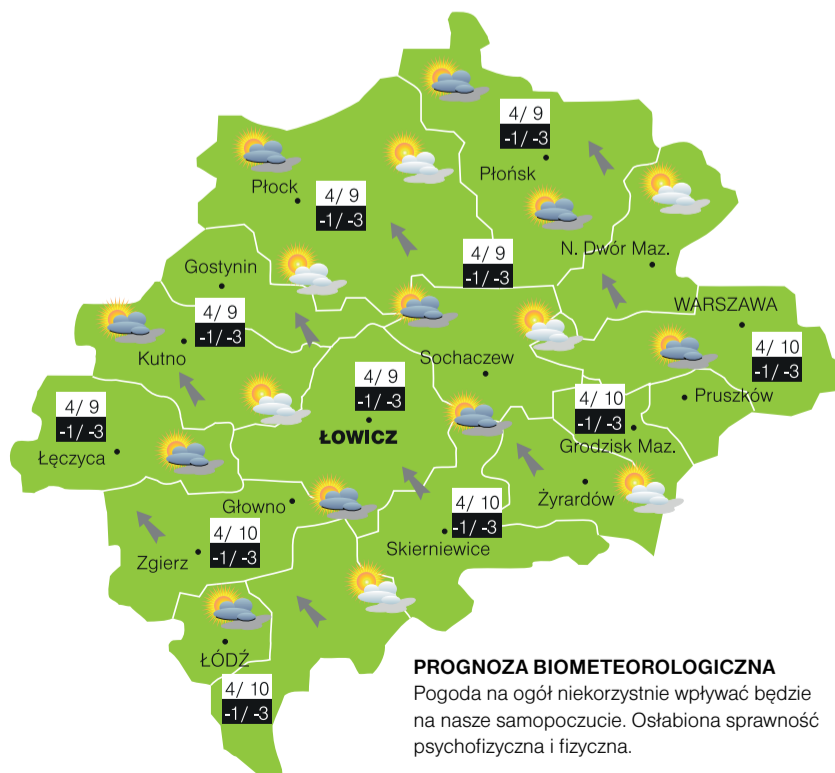 4/ 9
-1/ -3
Płońsk
Płock
4/ 9
-1/ -3
N. Dwór Maz.
4/ 9
-1/ -3
Gostynin
WARSZAWA
4/ 9
-1/ -3
Kutno
4/ 10
-1/ -3
Sochaczew
4/ 9
-1/ -3
ŁOWICZ
Pruszków
4/ 10
-1/ -3
Grodzisk Maz.
4/ 9
-1/ -3
Łęczyca
Głowno
Żyrardów
4/ 10
-1/ -3
Skierniewice
4/ 10
-1/ -3
Zgierz
ŁÓDŹ
4/ 10
-1/ -3
PROGNOZA BIOMETEOROLOGICZNA
Pogoda na ogół niekorzystnie wpływać będzie
na nasze samopoczucie. Osłabiona sprawność
psychofizyczna i fizyczna.